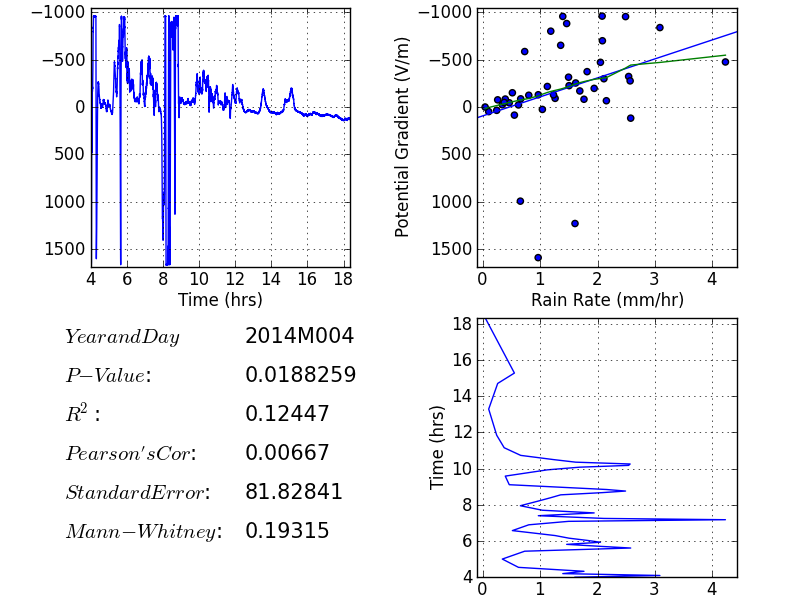 −1000
−500
0
500
1000
1500
4 6 8 10 12 14 16 18
Time (hrs)
Potential Gradient (V/m)
−1000
−500
0
500
1000
1500
0 1 2 3 4
Rain Rate (mm/hr)
YearandDay 2014M004
P−Value: 0.0188259
R² : 0.12447
Pearson'sCor: 0.00667
StandardError: 81.82841
Mann−Whitney: 0.19315
Time (hrs)
18
16
14
12
10
8
6
4
0 1 2 3 4